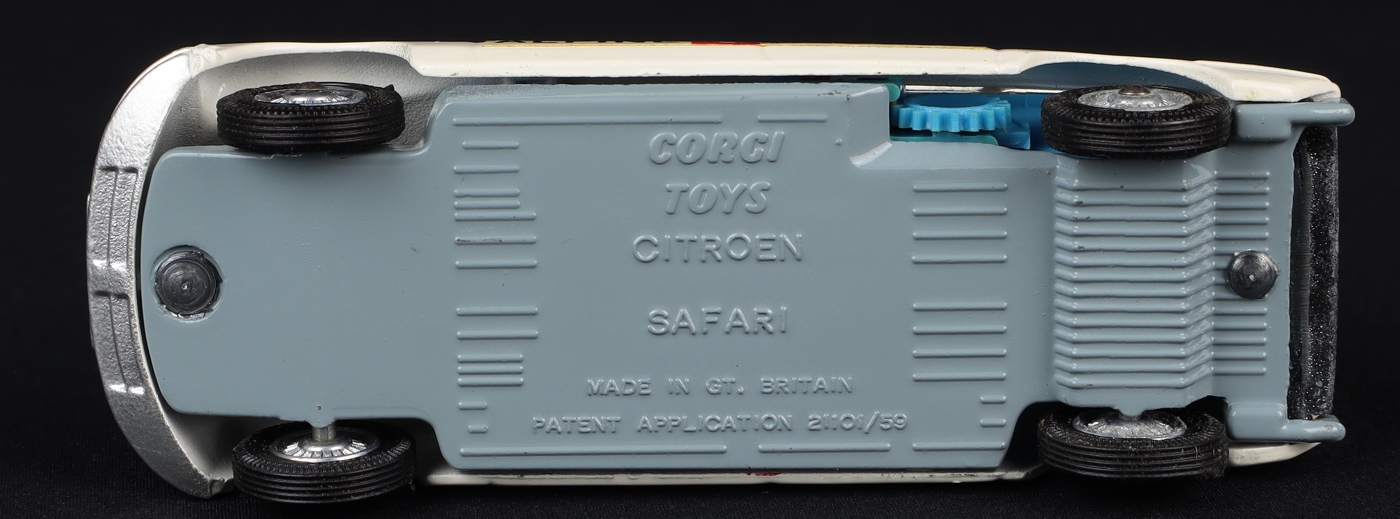 CORGI
TOYS
CITROEN
SAFARI
MADE IN GT. BRITAIN
PATENT APPLICATION 21101/59